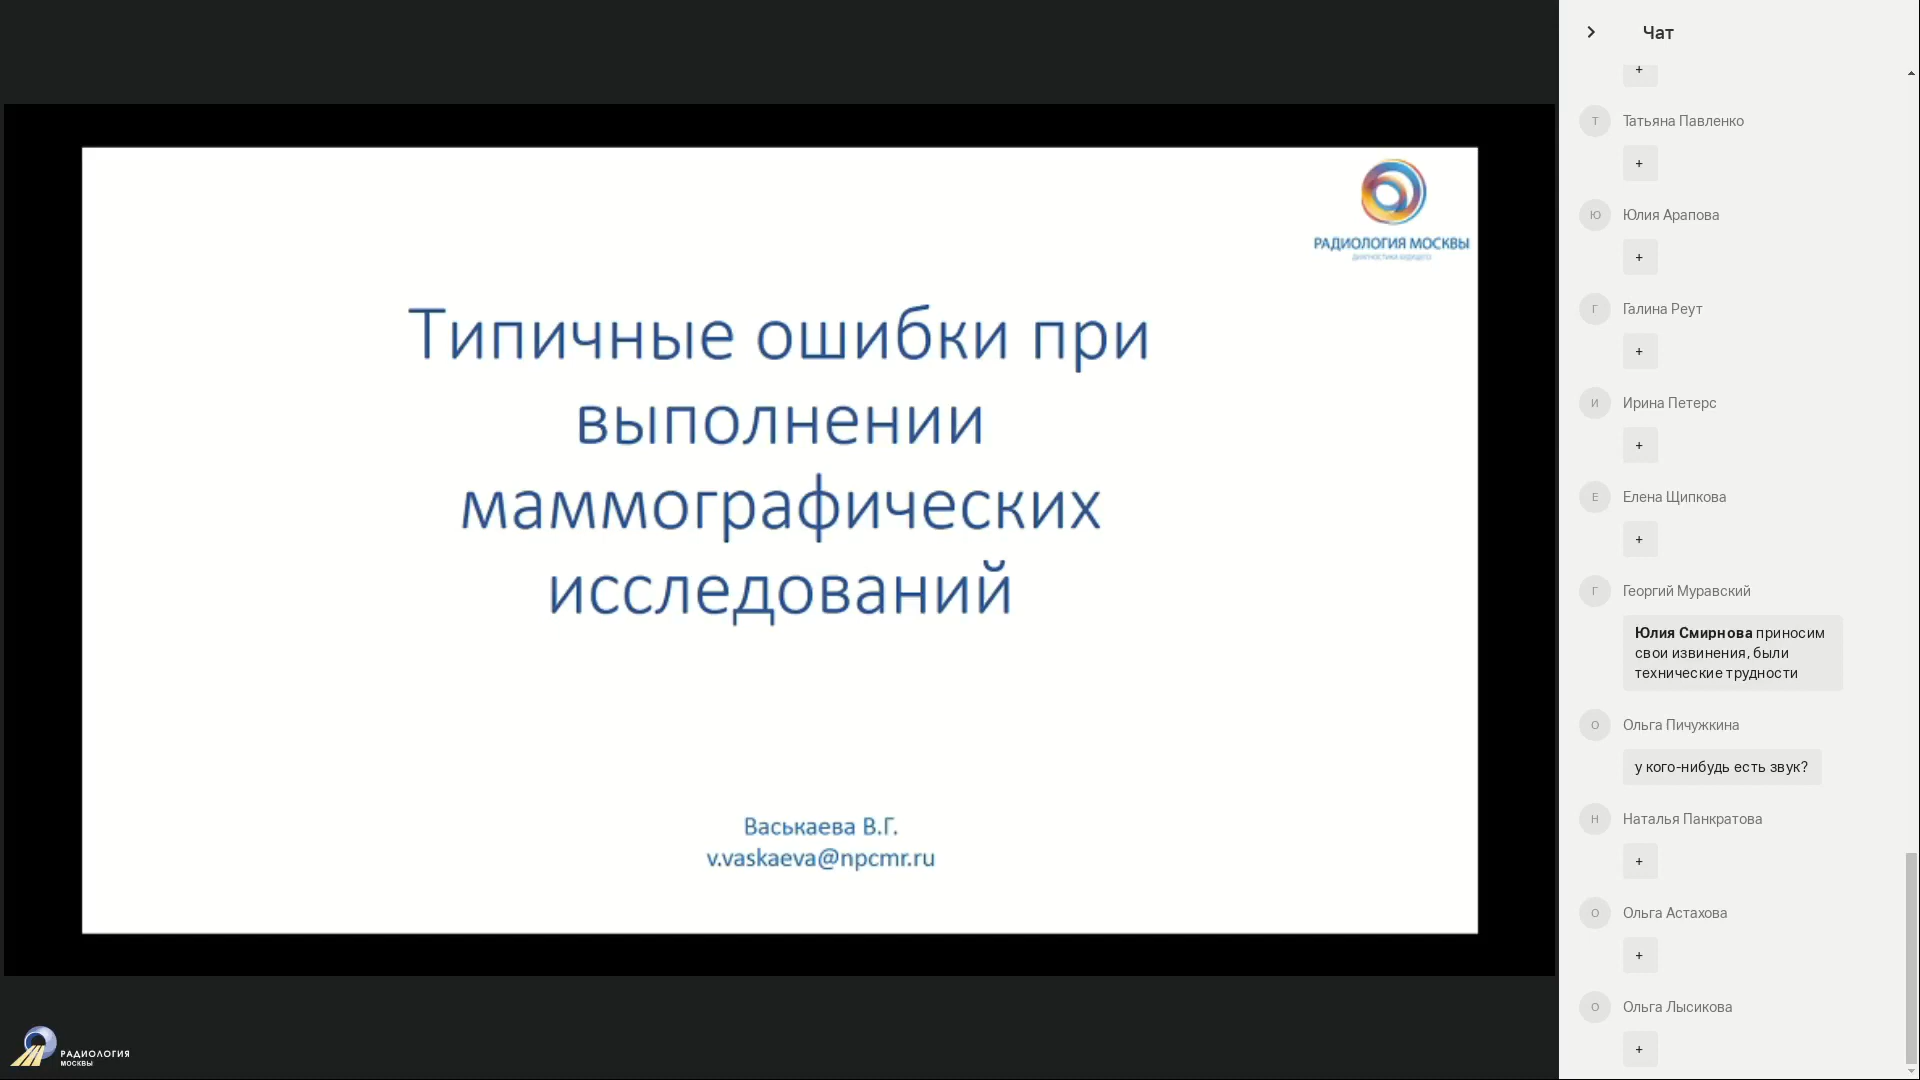 РАДИОЛОГИЯ МОСКВЫ
ДИАГНОСТИКА БУДУЩЕГО
Типичные ошибки при
выполнении
маммографических
исследований
Васькаева В.Г.
v.vaskaeva@npcmr.ru
РАДИОЛОГИЯ
МОСКВЫ
Чат
+
Т
Татьяна Павленко
+
Ю
Юлия Арапова
+
Г
Галина Реут
+
И
Ирина Петерс
+
Е
Елена Щипкова
+
Г
Георгий Муравский
Юлия Смирнова приносим
свои извинения, были
технические трудности
О
Ольга Пичужкина
у кого-нибудь есть звук?
Н
Наталья Панкратова
+
О
Ольга Астахова
+
О
Ольга Лысикова
+